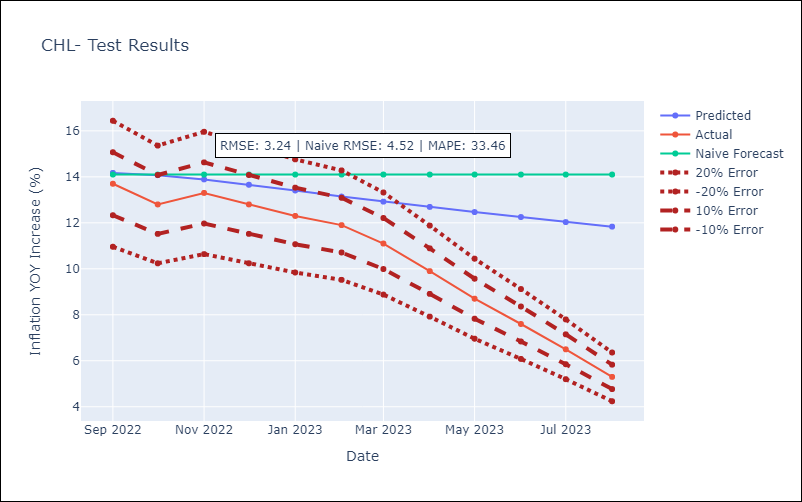 CHL- Test Results
RMSE: 3.24 | Naive RMSE: 4.52 | MAPE: 33.46
Predicted
Actual
Naive Forecast
20% Error
-20% Error
10% Error
-10% Error
Inflation YOY Increase (%)
16
14
12
10
8
6
4
Sep 2022
Nov 2022
Jan 2023
Mar 2023
May 2023
Jul 2023
Date